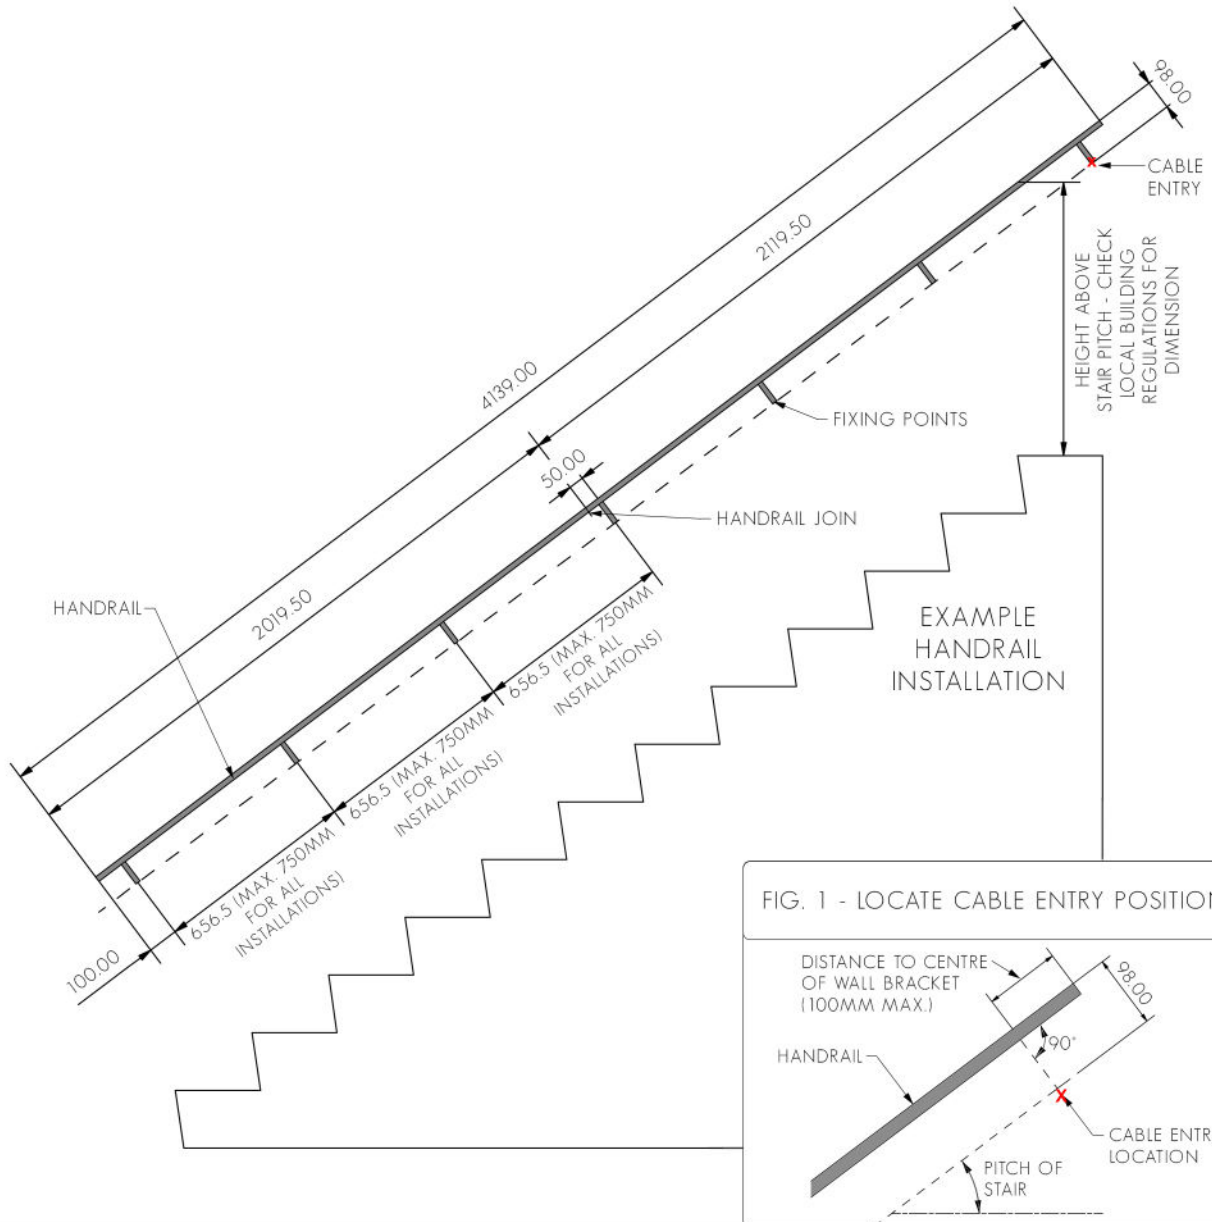 98.00
CABLE
ENTRY
2119.50
HEIGHT ABOVE
STAIR PITCH - CHECK
LOCAL BUILDING
REGULATIONS FOR
DIMENSION
4139.00
FIXING POINTS
50.00
HANDRAIL JOIN
HANDRAIL
2019.50
656.5 (MAX. 750MM
FOR ALL
INSTALLATIONS)
656.5 (MAX. 750MM
FOR ALL
INSTALLATIONS)
656.5 (MAX. 750MM
FOR ALL
INSTALLATIONS)
100.00
EXAMPLE
HANDRAIL
INSTALLATION
FIG. 1 - LOCATE CABLE ENTRY POSITION
DISTANCE TO CENTRE
OF WALL BRACKET
(100MM MAX.)
98.00
90°
HANDRAIL
CABLE ENTR
LOCATION
PITCH OF
STAIR